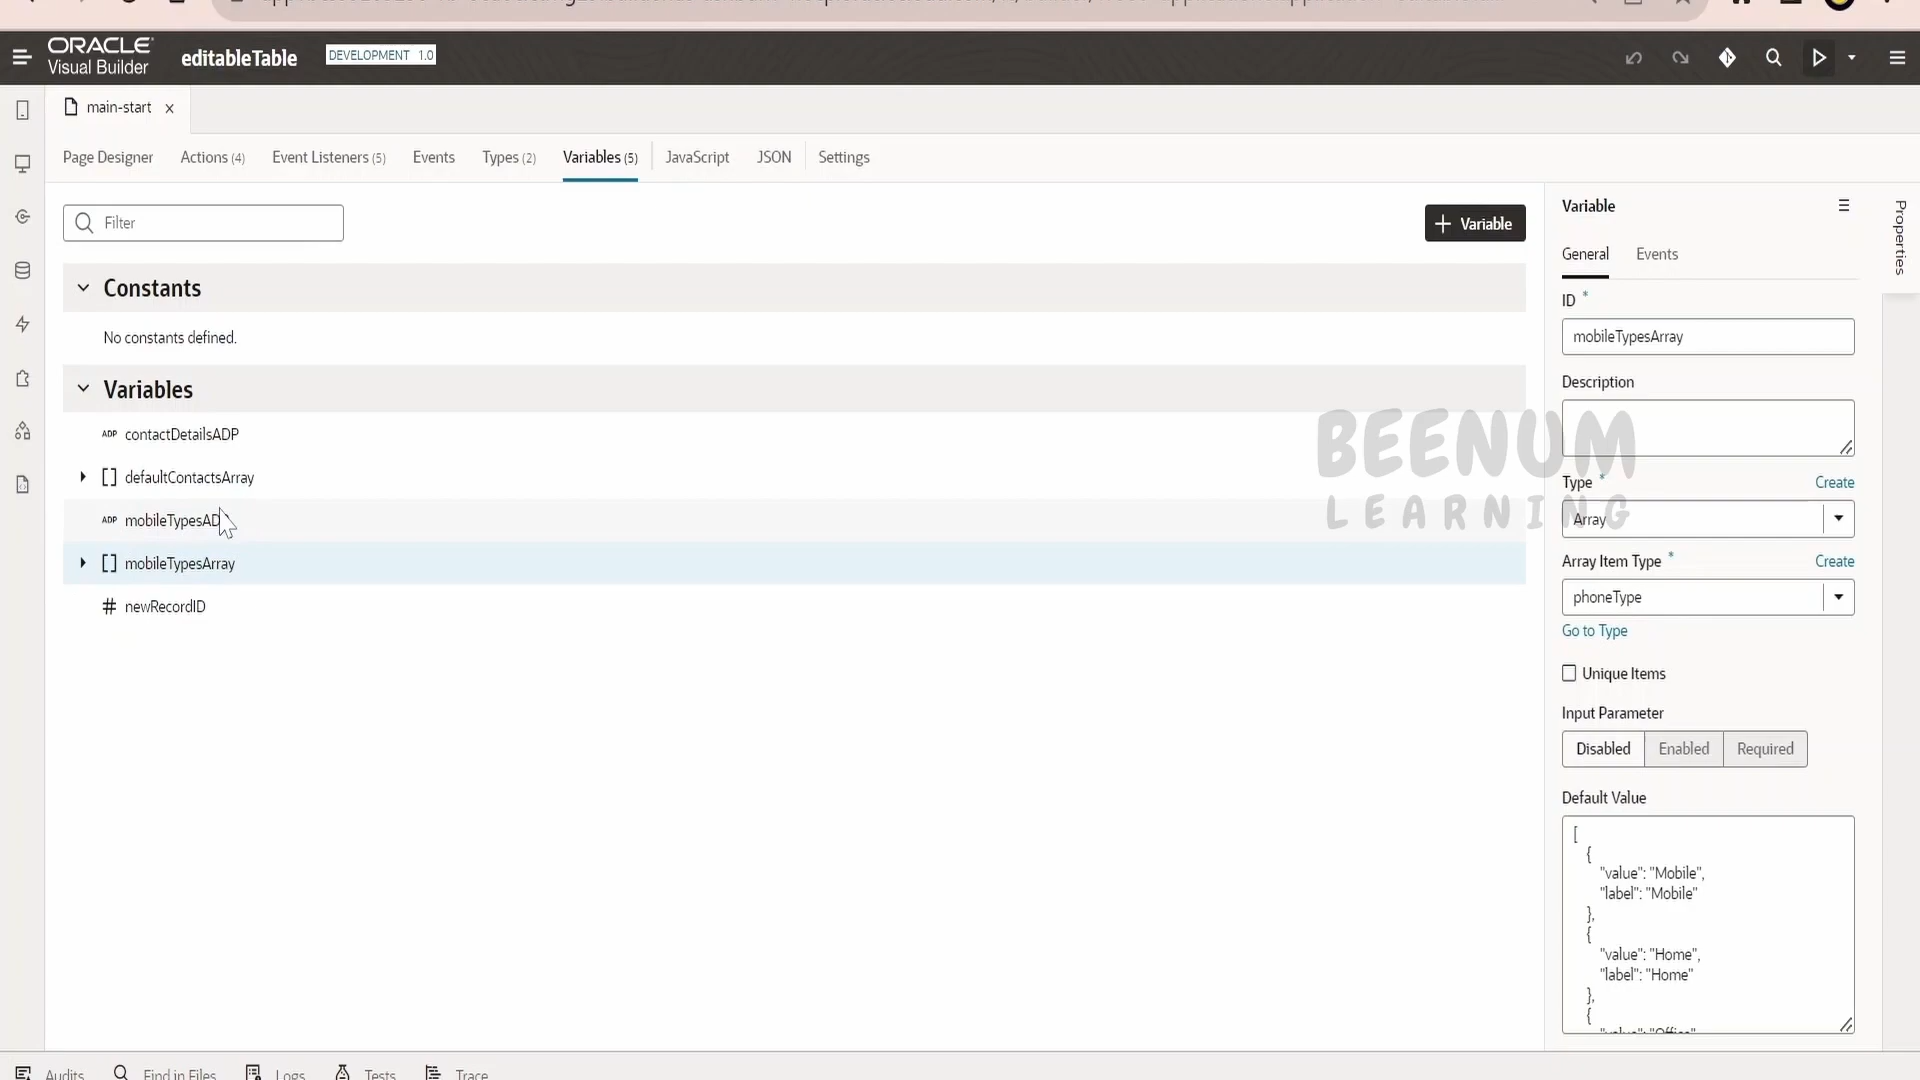 ORACLE
Visual Builder
editableTable
DEVELOPMENT 1.0
main-start
Page Designer
Actions (4)
Event Listeners (5)
Events
Types (2)
Variables (5)
JavaScript
JSON
Settings
Filter
Variable
Constants
No constants defined.
Variables
ADP contactDetailsADP
[] defaultContactsArray
ADP mobileTypesAD
[] mobileTypesArray
# newRecordID
Variable
Properties
General
Events
ID *
mobileTypesArray
Description
BEENUM
LEARNING
Type *
Create
Array
Array Item Type *
Create
phoneType
Go to Type
Unique Items
Input Parameter
Disabled
Enabled
Required
Default Value
[
{
"value": "Mobile",
"label": "Mobile"
},
{
"value": "Home",
"label": "Home"
},
{
"value": "Office"
Audits
Find in Files
Logs
Tests
Trace